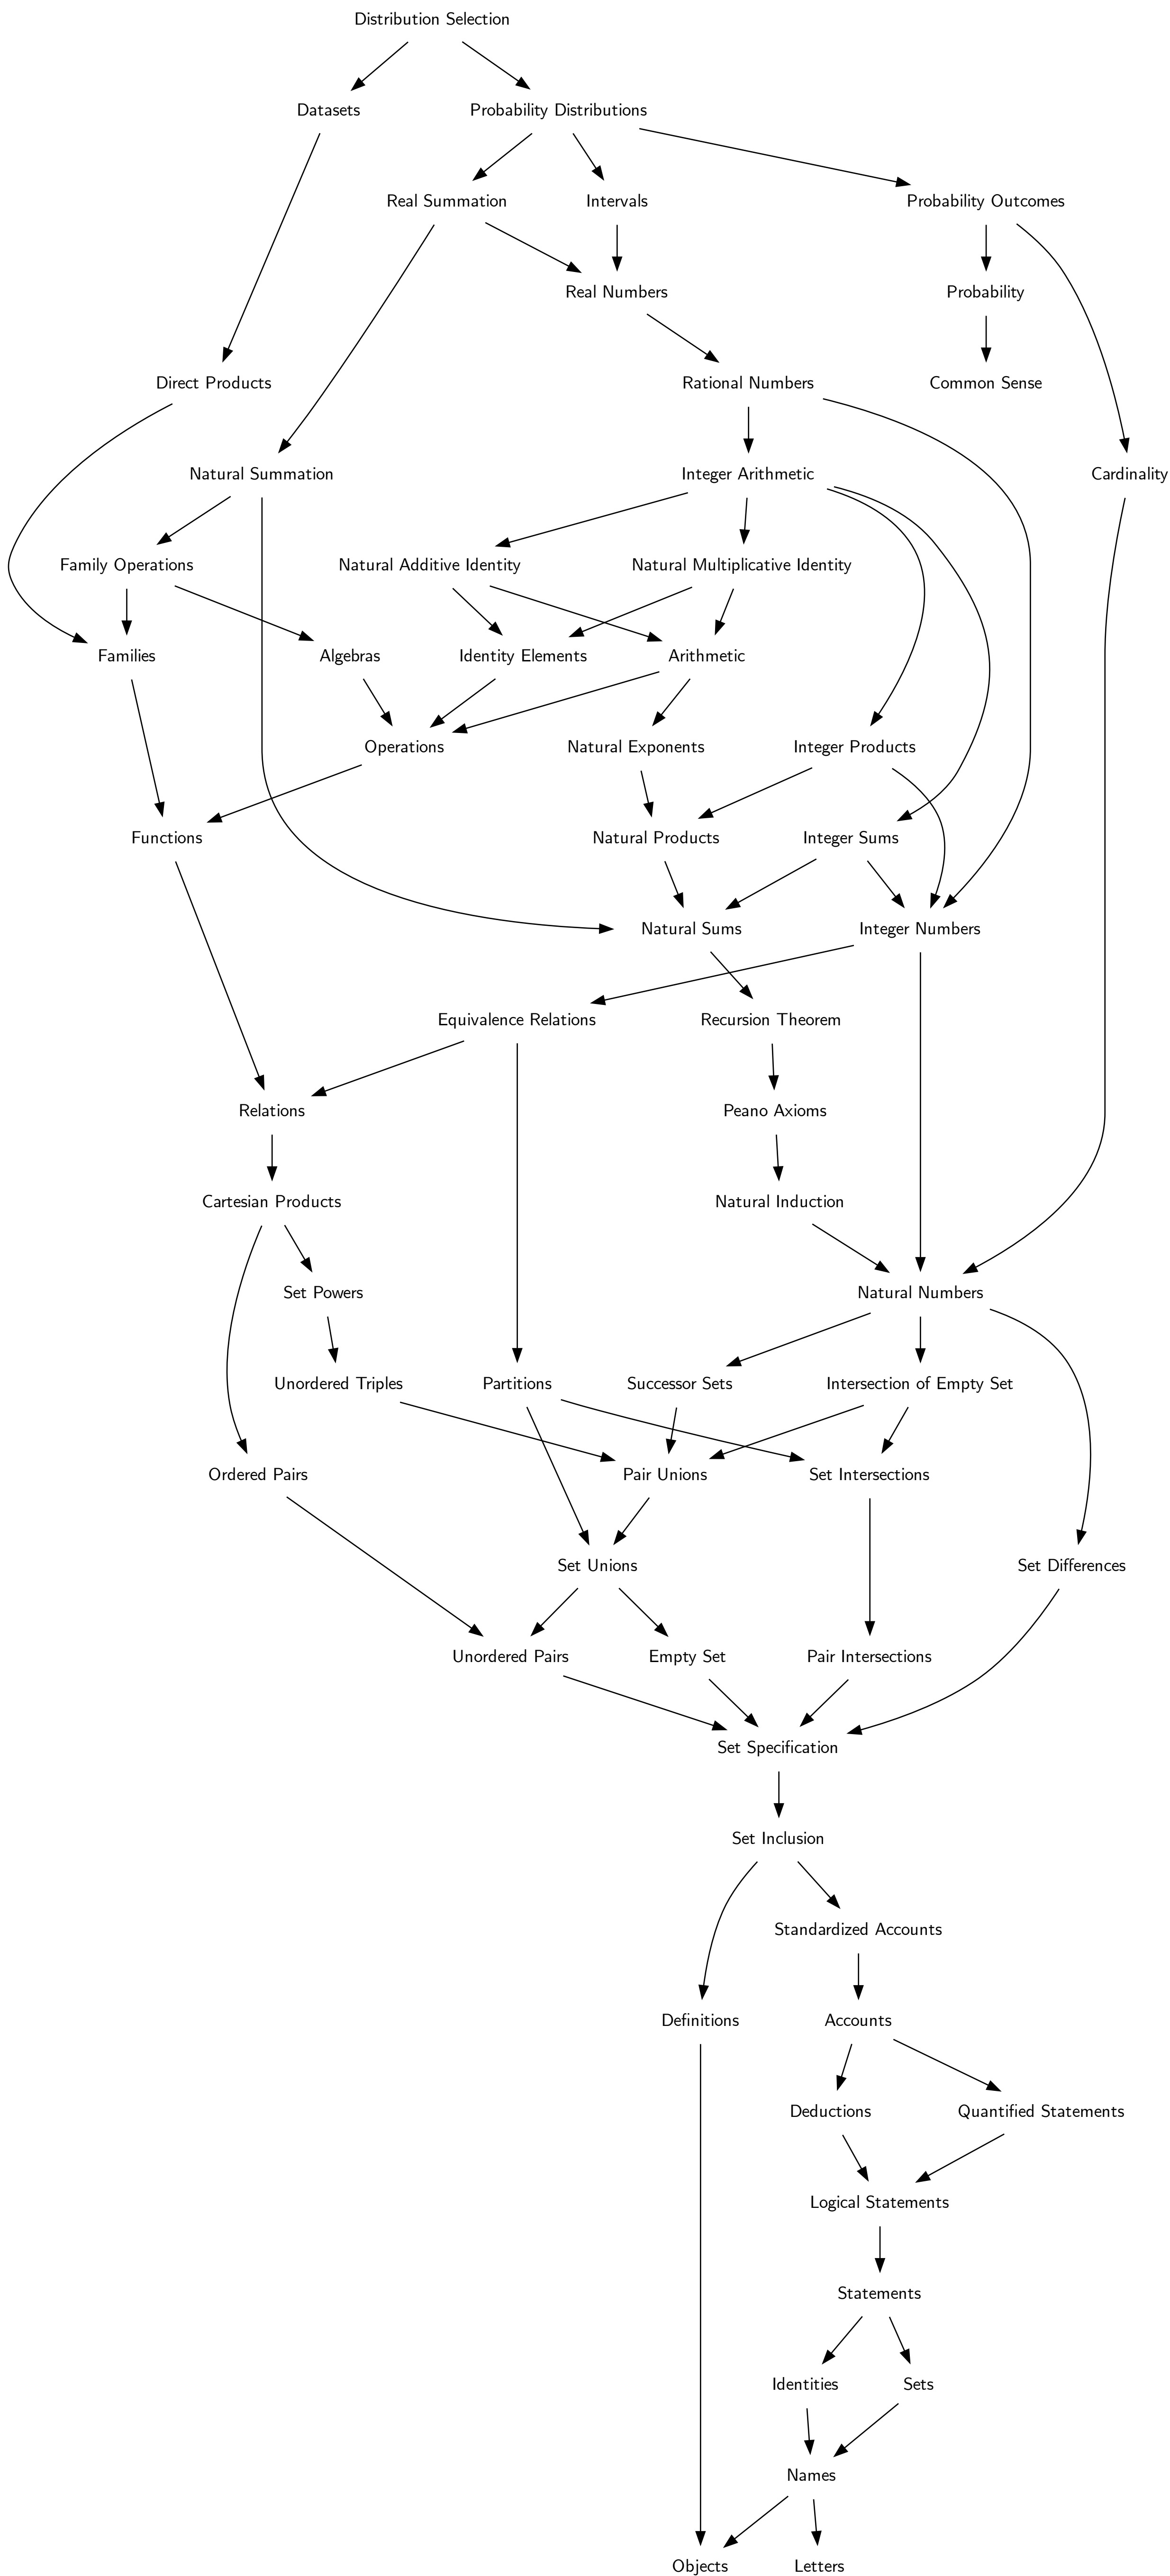 Distribution Selection
Datasets
Probability Distributions
Real Summation
Intervals
Probability Outcomes
Real Numbers
Probability
Direct Products
Rational Numbers
Common Sense
Natural Summation
Integer Arithmetic
Cardinality
Family Operations
Natural Additive Identity
Natural Multiplicative Identity
Families
Algebras
Identity Elements
Arithmetic
Operations
Natural Exponents
Integer Products
Functions
Natural Products
Integer Sums
Natural Sums
Integer Numbers
Equivalence Relations
Recursion Theorem
Relations
Peano Axioms
Cartesian Products
Natural Induction
Set Powers
Natural Numbers
Unordered Triples
Partitions
Successor Sets
Intersection of Empty Set
Ordered Pairs
Pair Unions
Set Intersections
Set Unions
Set Differences
Unordered Pairs
Empty Set
Pair Intersections
Set Specification
Set Inclusion
Standardized Accounts
Definitions
Accounts
Deductions
Quantified Statements
Logical Statements
Statements
Identities
Sets
Names
Objects
Letters